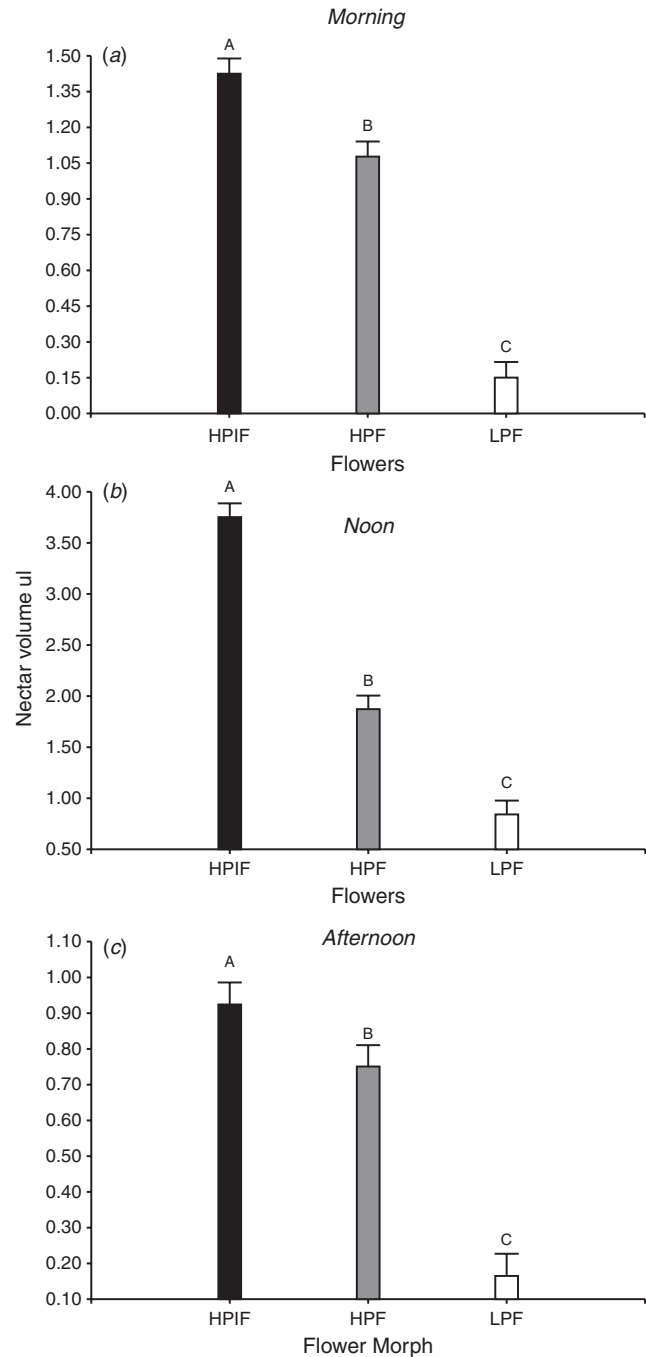 Morning
(a)
1.50
1.35
1.20
1.05
0.90
0.75
0.60
0.45
0.30
0.15
0.00
A
B
C
HPIF HPF LPF
Flowers
(b)
Noon
4.00
3.50
3.00
2.50
2.00
1.50
1.00
0.50
A
B
C
HPIF HPF LPF
Flowers
Nectar volume ul
Afternoon
(c)
1.10
1.00
0.90
0.80
0.70
0.60
0.50
0.40
0.30
0.20
0.10
A
B
C
HPIF HPF LPF
Flower Morph